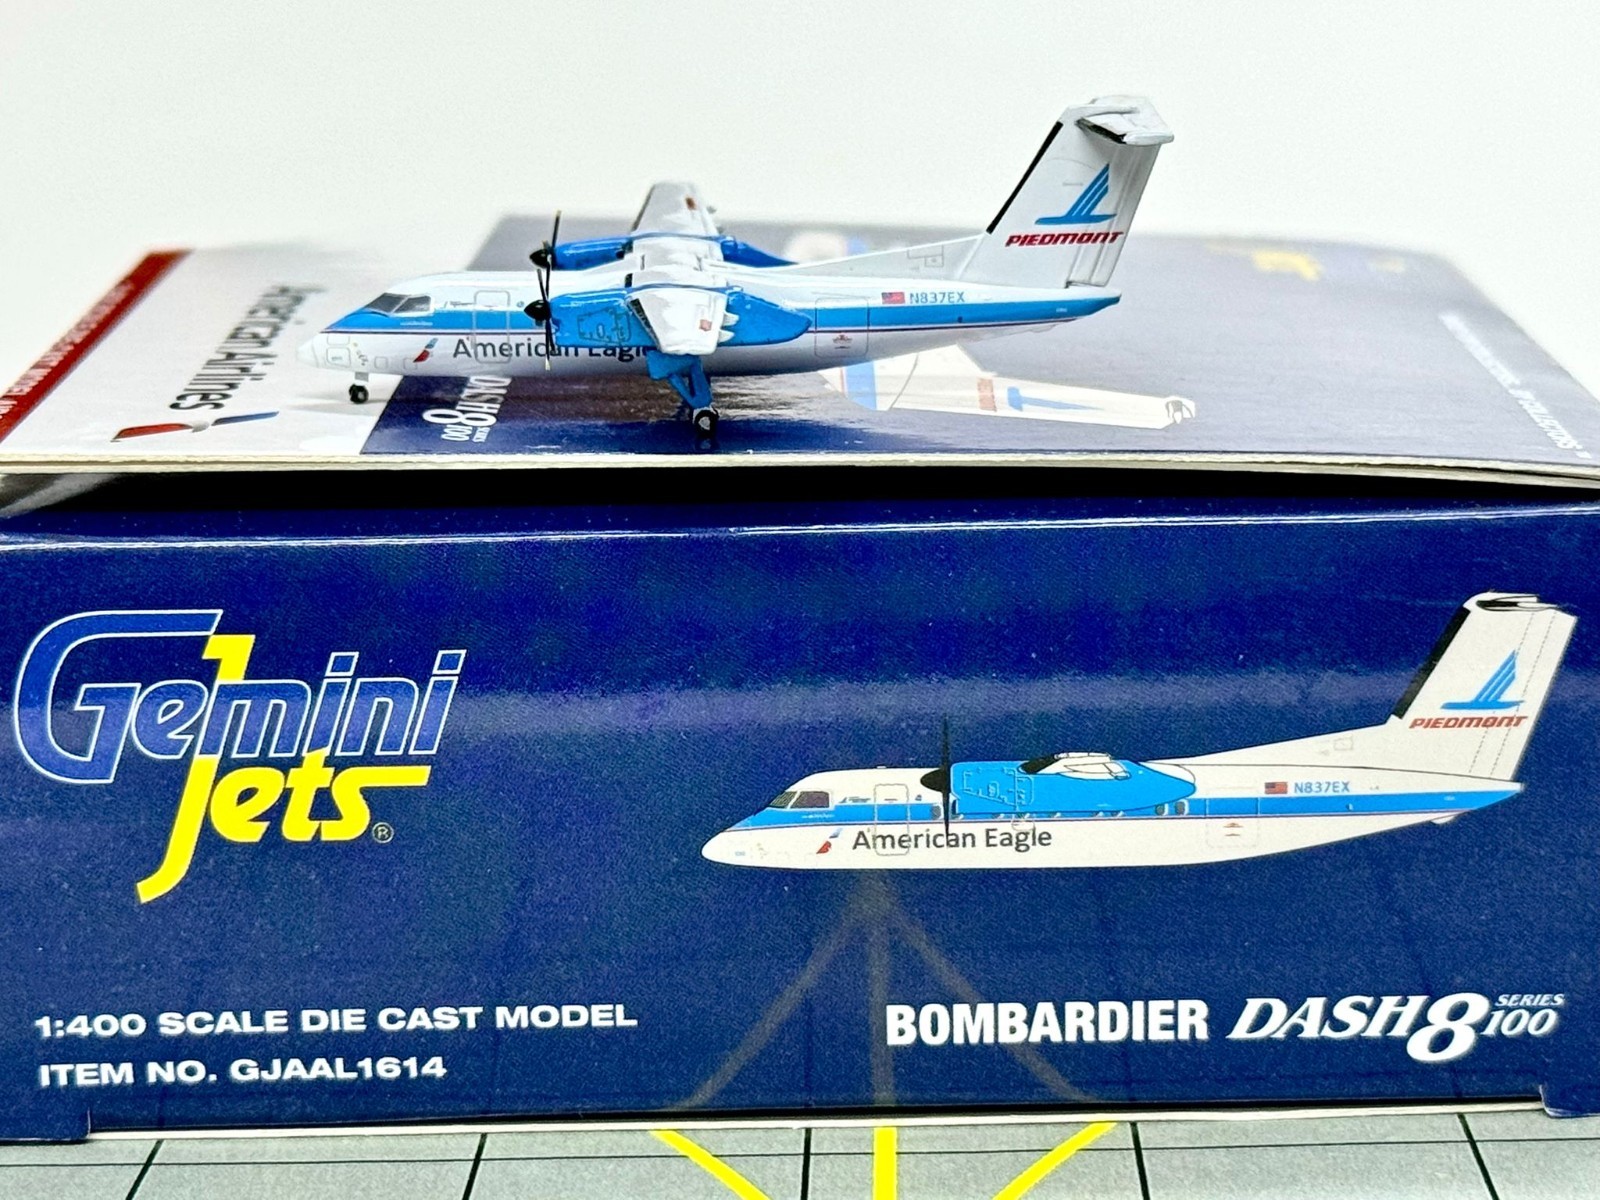 PIEDMONT
N837EX
American Eagle
American Airlines
DASH 8 SERIES 100
Gemini Jets ®
PIEDMONT
N837EX
American Eagle
1:400 SCALE DIE CAST MODEL
ITEM NO. GJAAL1614
BOMBARDIER DASH 8 SERIES 100